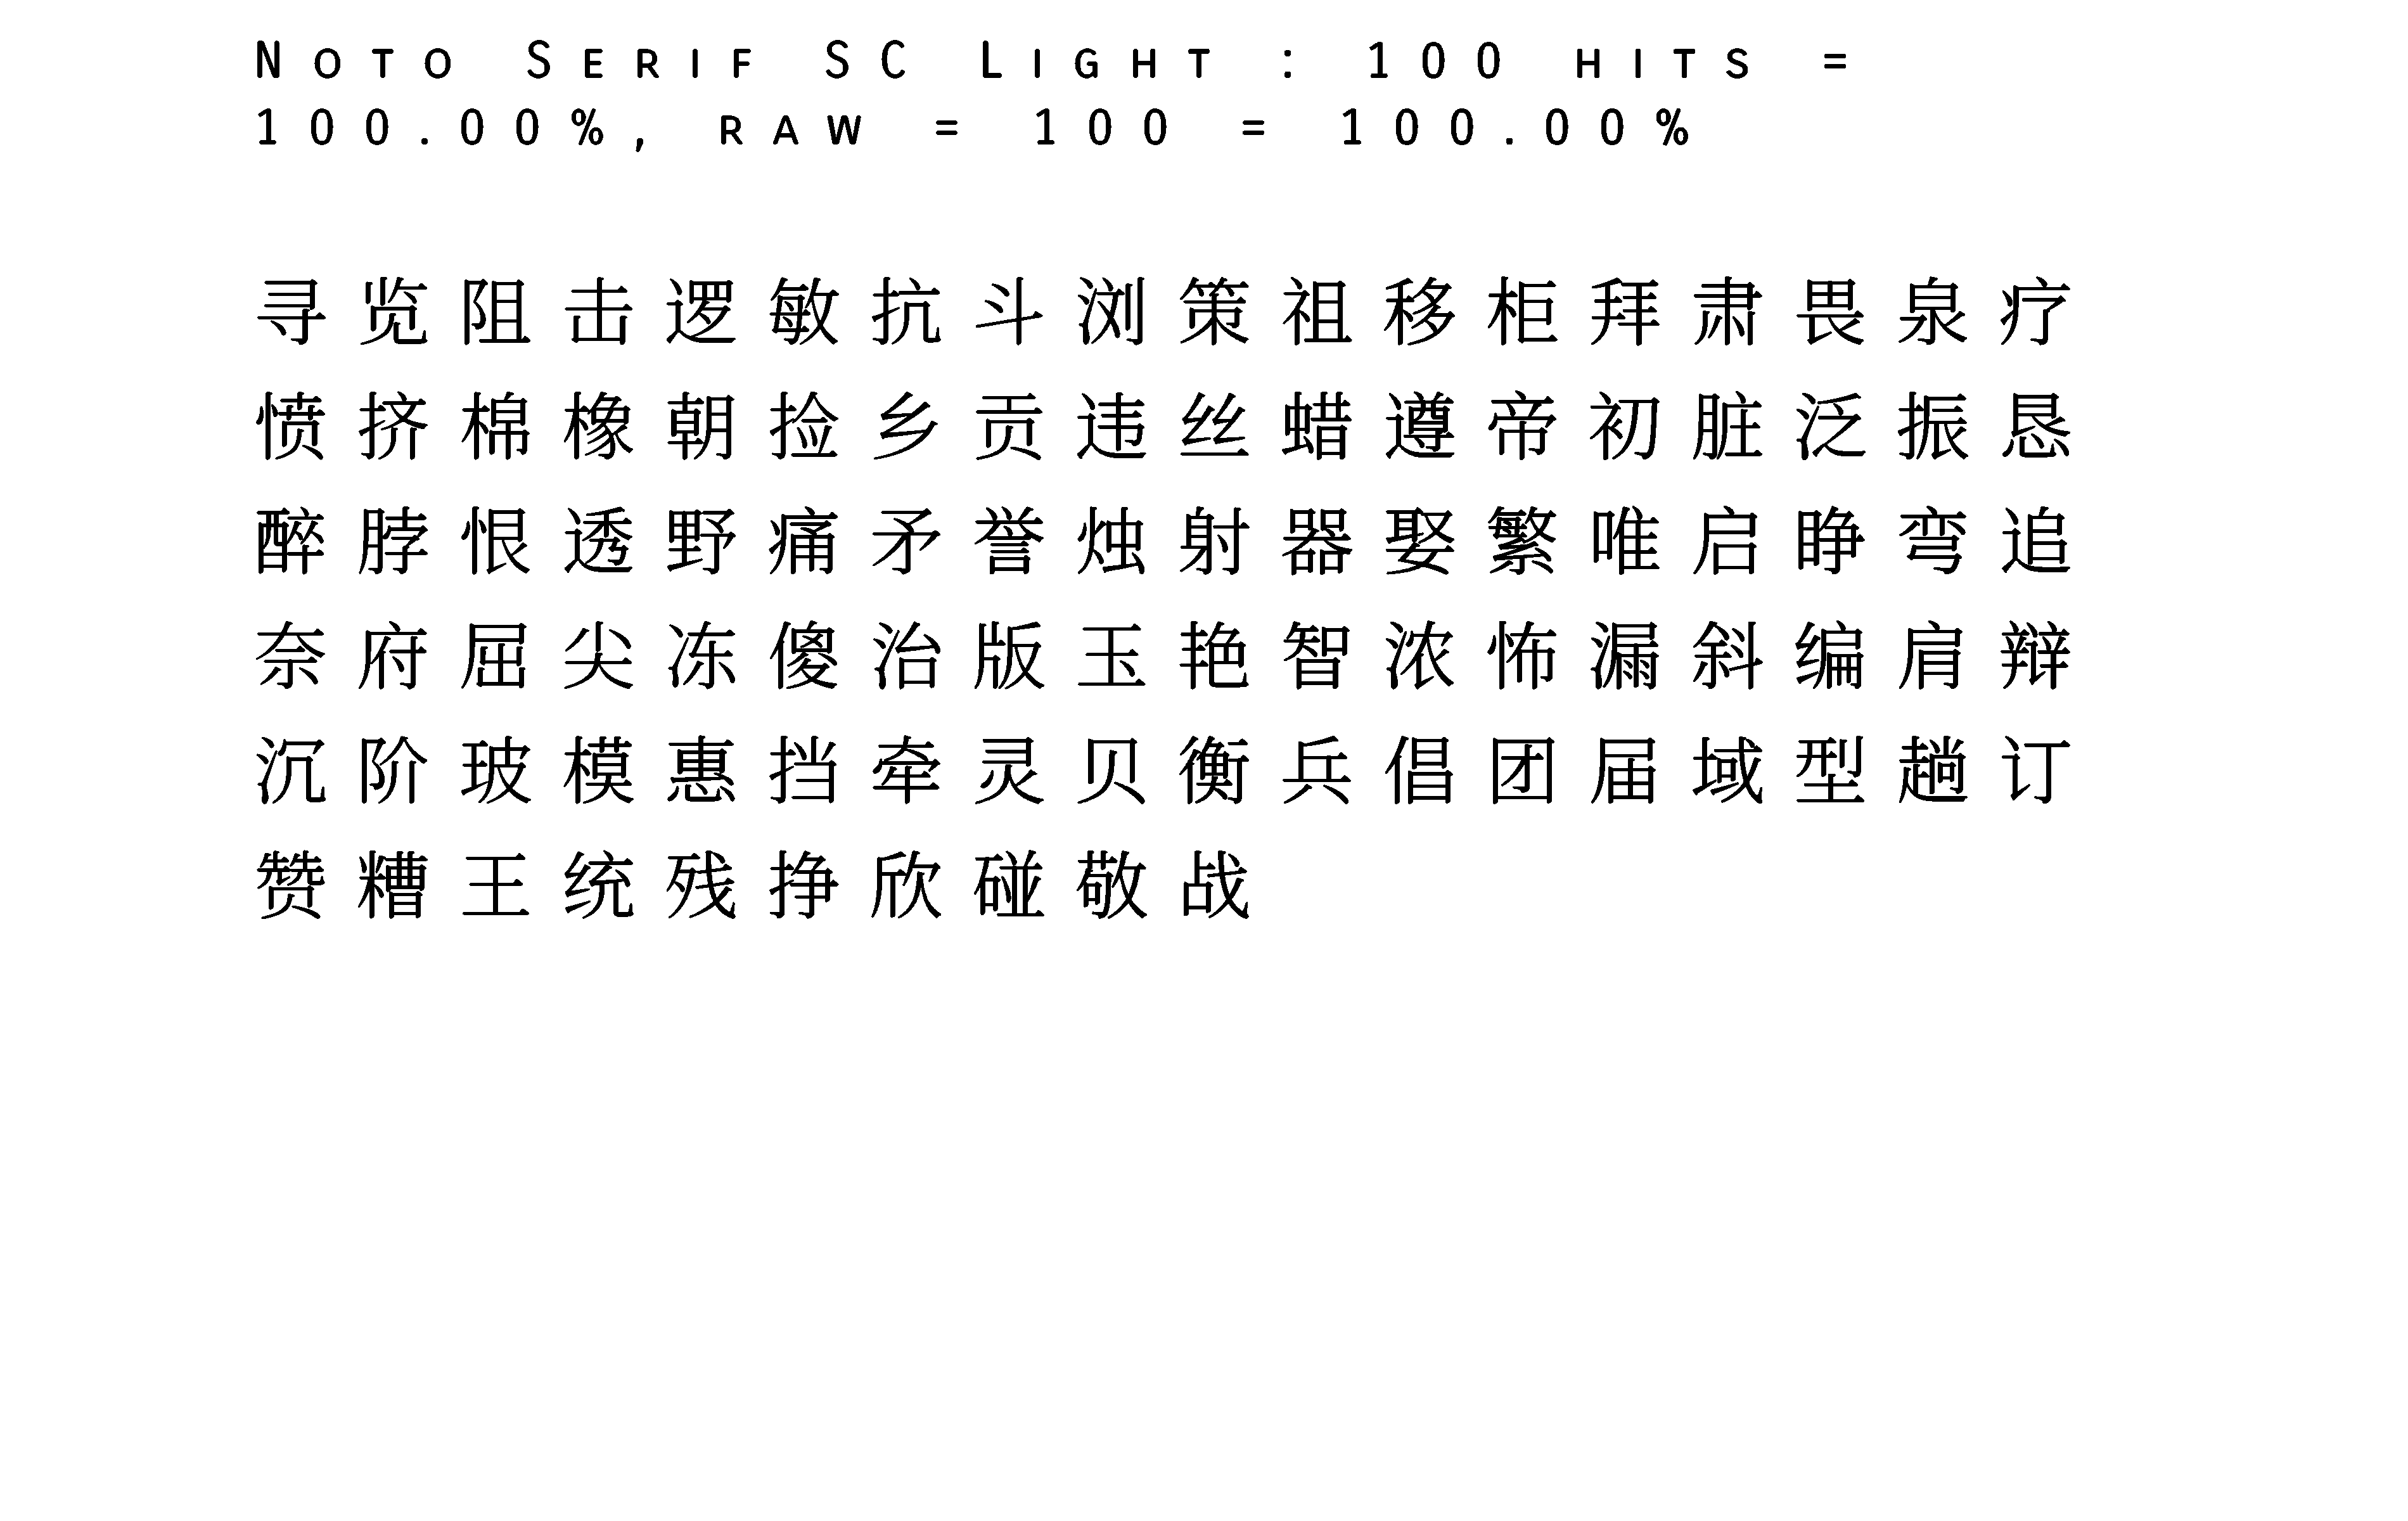 Noto Serif SC Light : 100 hits =
100.00%, raw = 100 = 100.00%
寻览阻击逻敏抗斗浏策祖移柜拜肃畏泉疗
愤挤棉橡朝捡乡贡违丝蜡遵帝初脏泛振恳
醉脖恨透野痛矛誉烛射器娶繁唯启睁弯追
奈府屈尖冻傻治版玉艳智浓怖漏斜编肩辩
沉阶玻模惠挡牵灵贝衡兵倡团届域型趟订
赞糟王统残挣欣碰敬战